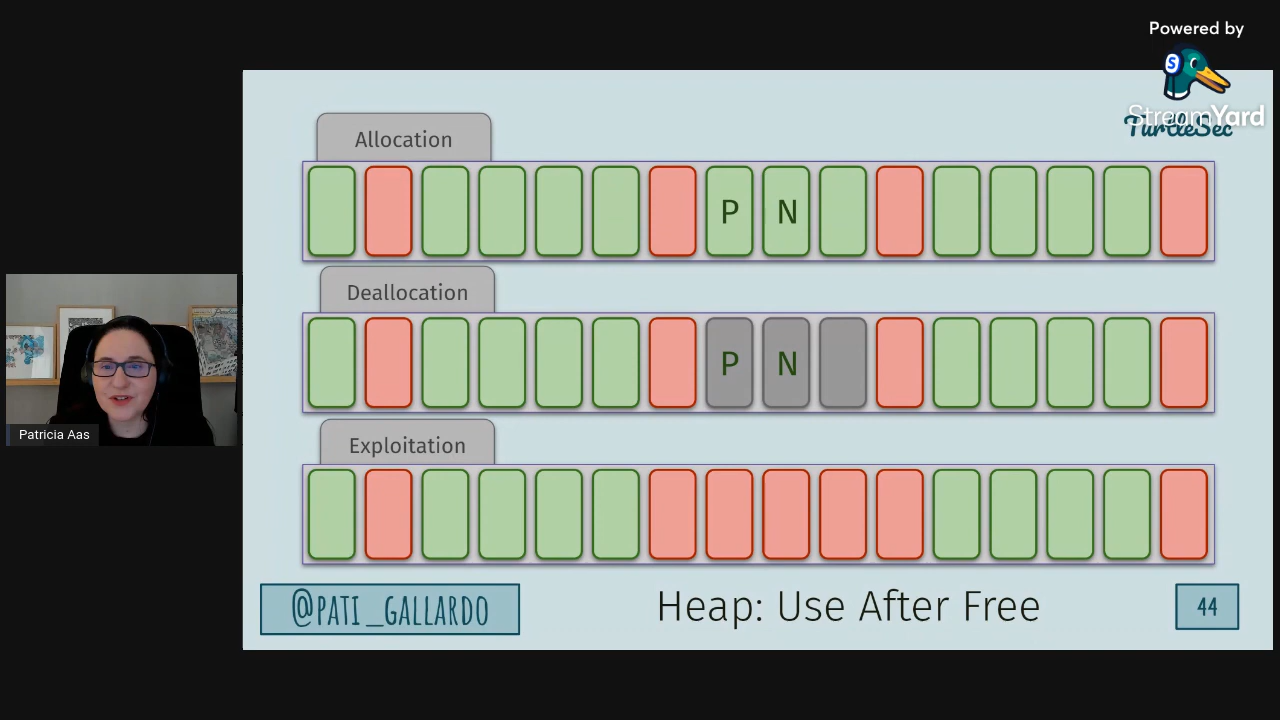 Powered by
StreamYard
TurtleSec
Allocation
P N
Deallocation
P N
Exploitation
Patricia Aas
@PATI_GALLARDO
Heap: Use After Free
44